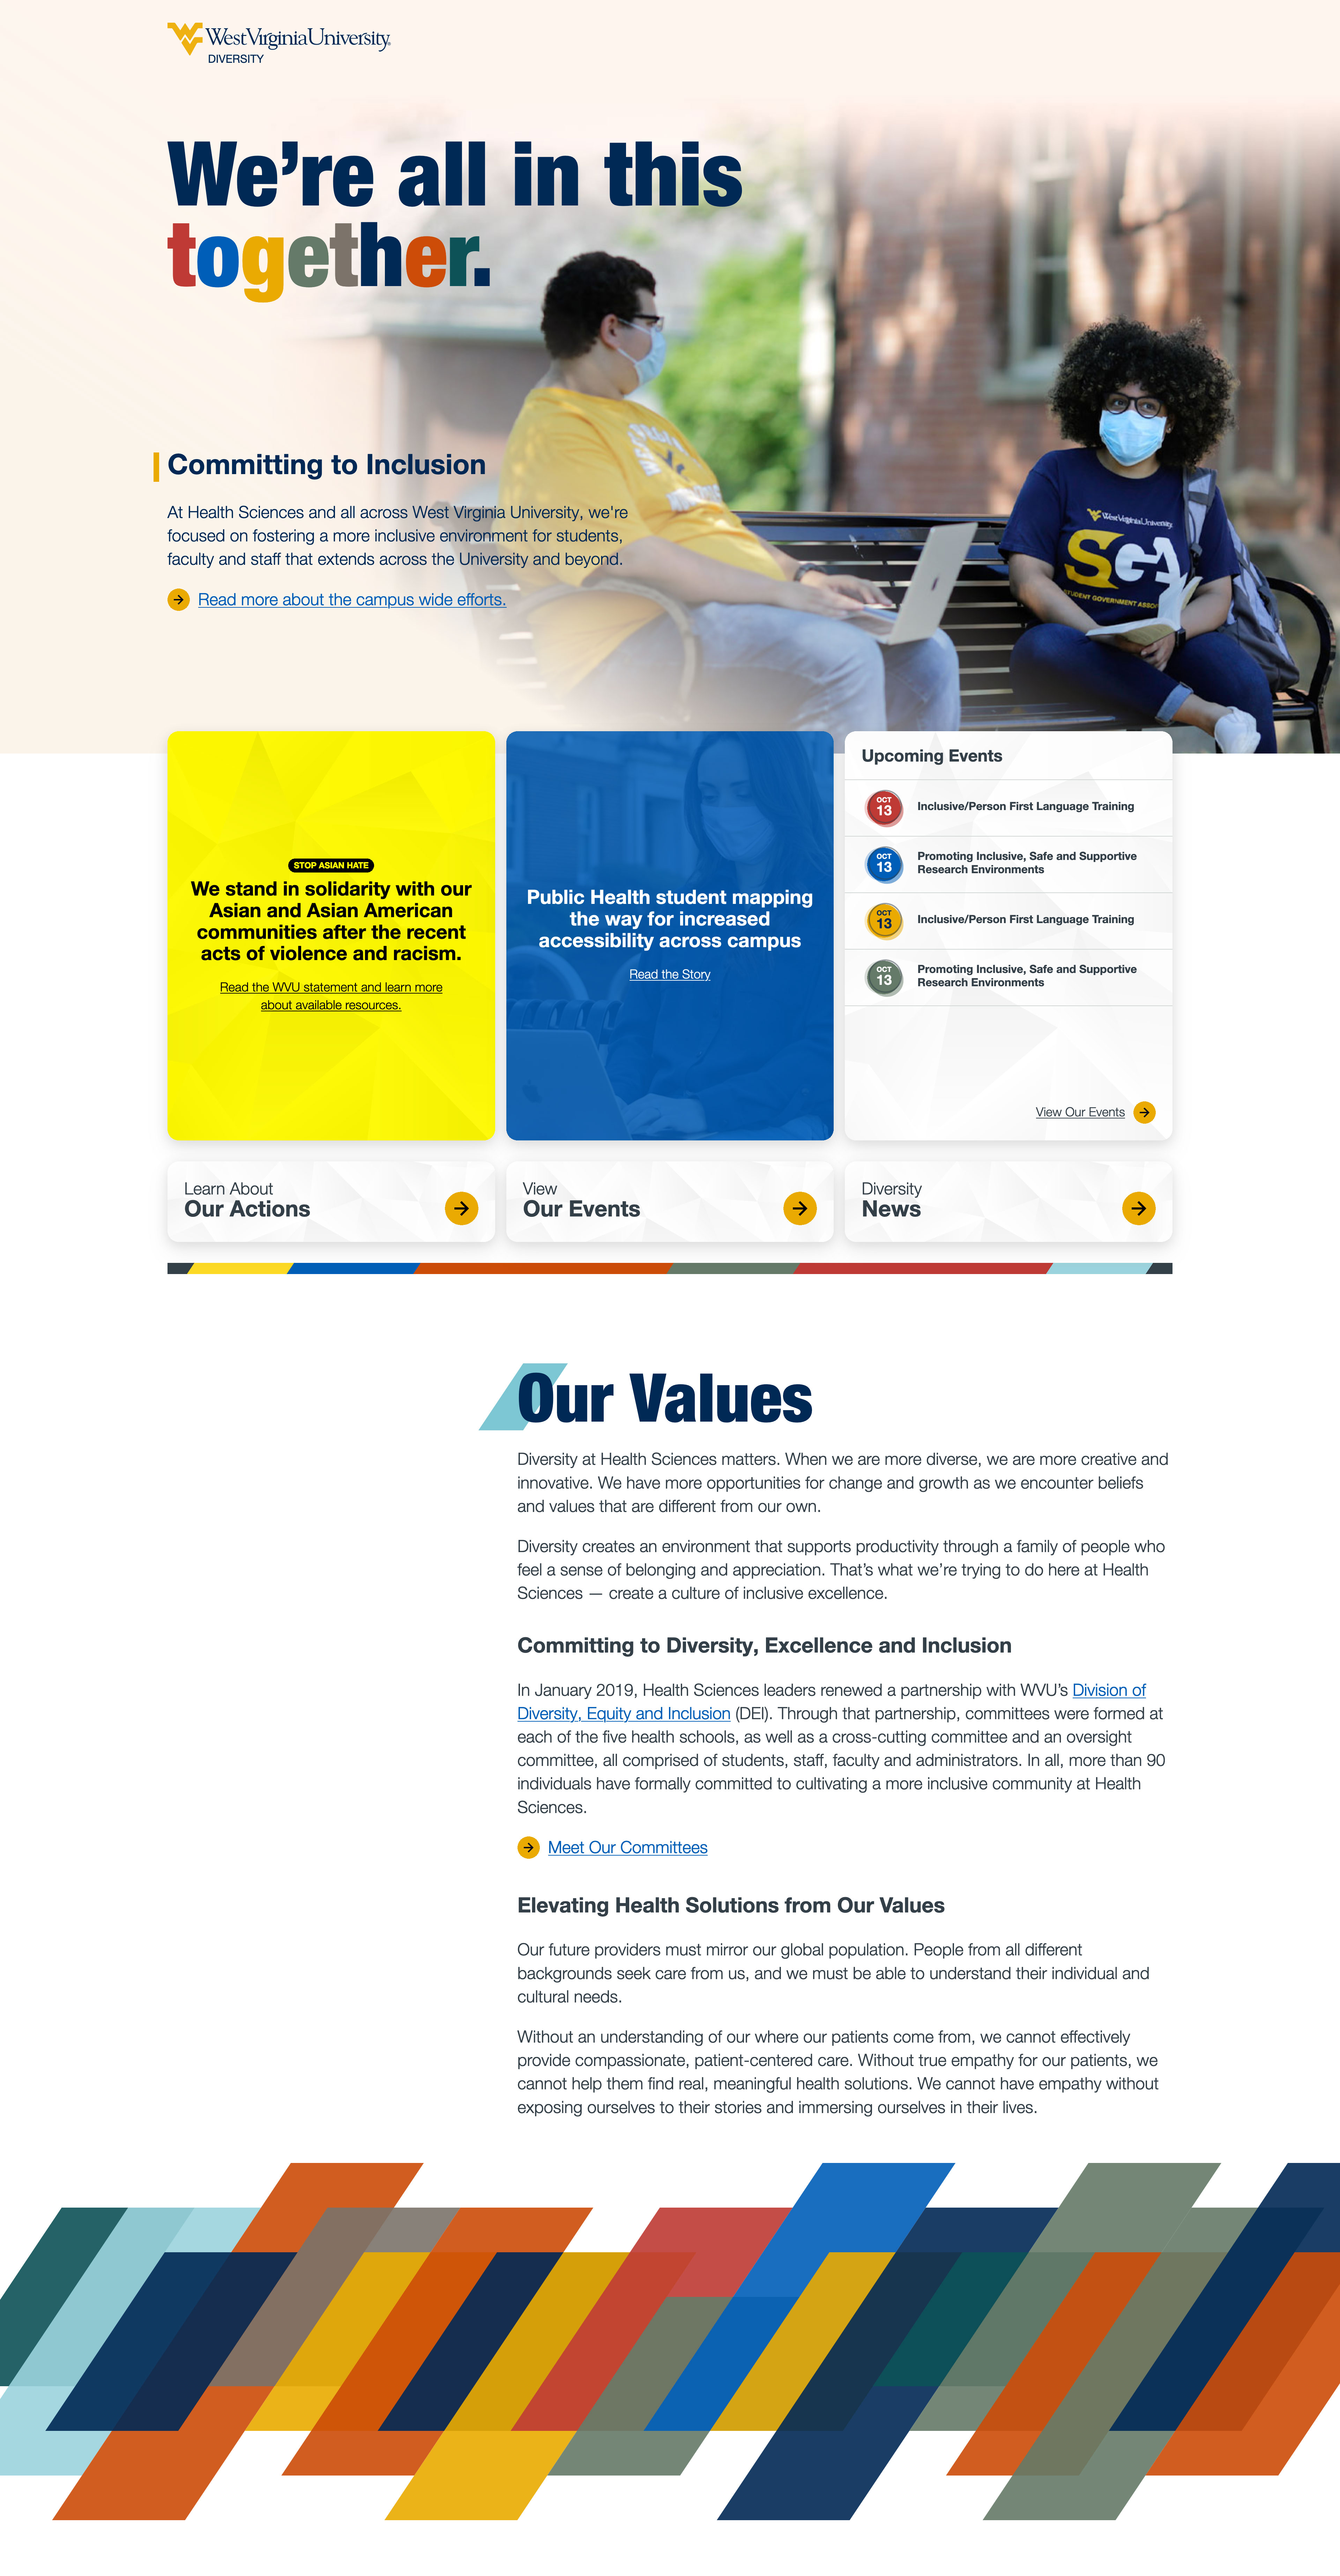 WestVirginiaUniversity.
DIVERSITY
We're all in this
together.
Committing to Inclusion
At Health Sciences and all across West Virginia University, we're
focused on fostering a more inclusive environment for students,
faculty and staff that extends across the University and beyond.
Read more about the campus wide efforts.
WestVirginiaUniversity.
SGA
STUDENT GOVERNMENT ASSOC
STOP ASIAN HATE
We stand in solidarity with our
Asian and Asian American
communities after the recent
acts of violence and racism.
Read the WVU statement and learn more
about available resources.
Public Health student mapping
the way for increased
accessibility across campus
Read the Story
Upcoming Events
OCT
13
Inclusive/Person First Language Training
OCT
13
Promoting Inclusive, Safe and Supportive
Research Environments
OCT
13
Inclusive/Person First Language Training
OCT
13
Promoting Inclusive, Safe and Supportive
Research Environments
View Our Events
Learn About
Our Actions
View
Our Events
Diversity
News
Our Values
Diversity at Health Sciences matters. When we are more diverse, we are more creative and
innovative. We have more opportunities for change and growth as we encounter beliefs
and values that are different from our own.
Diversity creates an environment that supports productivity through a family of people who
feel a sense of belonging and appreciation. That's what we're trying to do here at Health
Sciences — create a culture of inclusive excellence.
Committing to Diversity, Excellence and Inclusion
In January 2019, Health Sciences leaders renewed a partnership with WVU's Division of
Diversity, Equity and Inclusion (DEI). Through that partnership, committees were formed at
each of the five health schools, as well as a cross-cutting committee and an oversight
committee, all comprised of students, staff, faculty and administrators. In all, more than 90
individuals have formally committed to cultivating a more inclusive community at Health
Sciences.
Meet Our Committees
Elevating Health Solutions from Our Values
Our future providers must mirror our global population. People from all different
backgrounds seek care from us, and we must be able to understand their individual and
cultural needs.
Without an understanding of our where our patients come from, we cannot effectively
provide compassionate, patient-centered care. Without true empathy for our patients, we
cannot help them find real, meaningful health solutions. We cannot have empathy without
exposing ourselves to their stories and immersing ourselves in their lives.